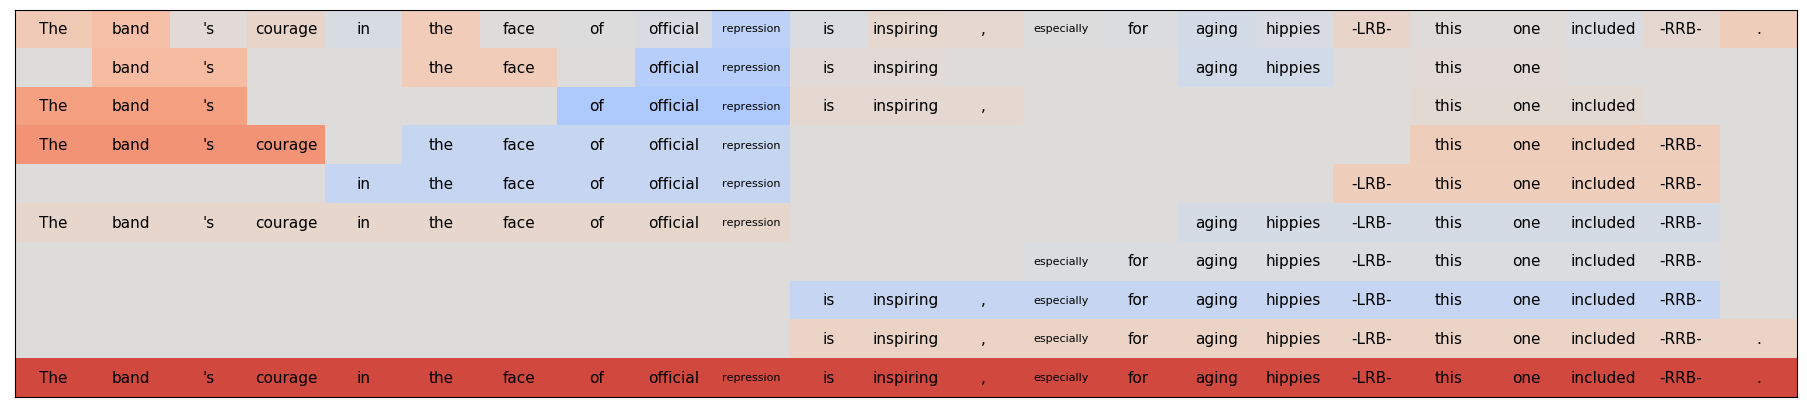 The band 's courage in the face of official repression is inspiring , especially for aging hippies -LRB- this one included -RRB- .
band 's the face official repression is inspiring aging hippies this one
The band 's of official repression is inspiring , this one included
The band 's courage the face of official repression this one included -RRB-
in the face of official repression -LRB- this one included -RRB-
The band 's courage in the face of official repression aging hippies -LRB- this one included -RRB-
especially for aging hippies -LRB- this one included -RRB-
is inspiring , especially for aging hippies -LRB- this one included -RRB-
is inspiring , especially for aging hippies -LRB- this one included -RRB- .
The band 's courage in the face of official repression is inspiring , especially for aging hippies -LRB- this one included -RRB- .